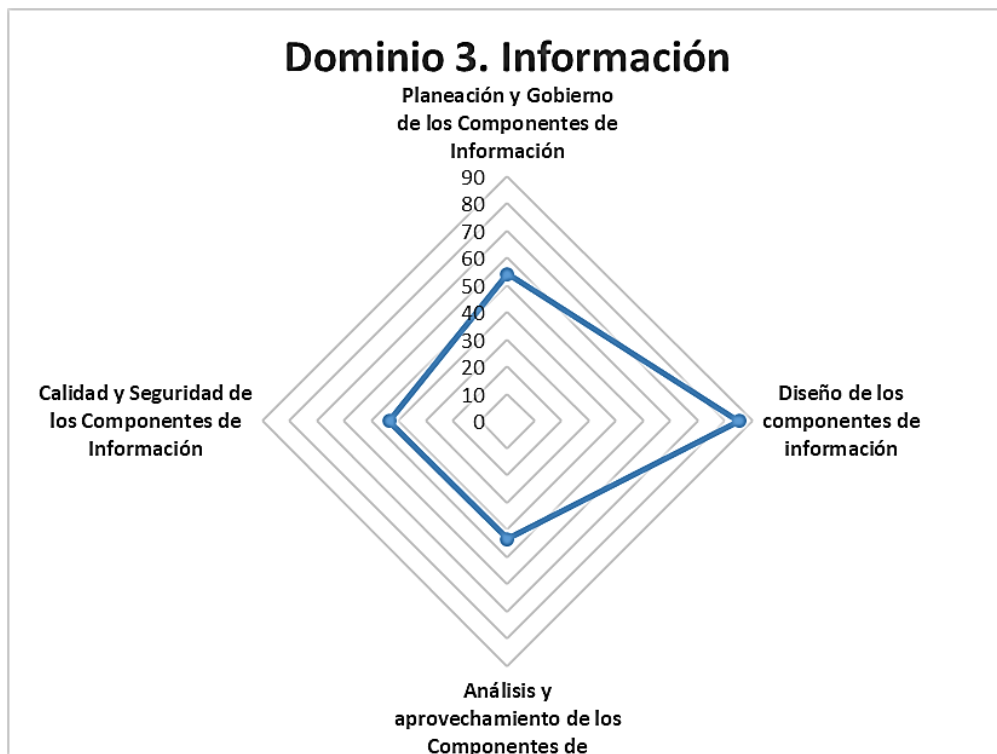 Dominio 3. Información
Planeación y Gobierno
de los Componentes de
Información
90
80
70
60
50
40
30
20
10
0
Calidad y Seguridad de
los Componentes de
Información
Diseño de los
componentes de
información
Análisis y
aprovechamiento de los
Componentes de